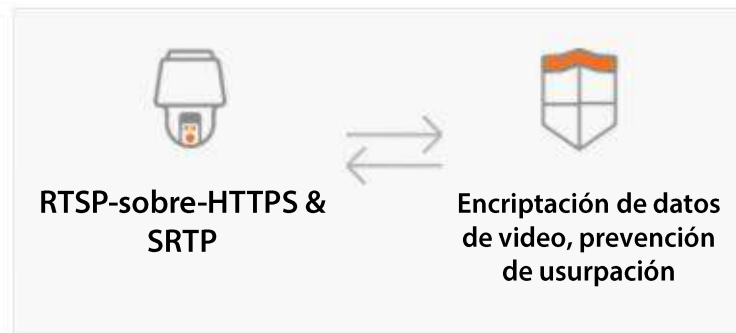 RTSP-sobre-HTTPS &
SRTP
Encriptación de datos
de video, prevención
de usurpación